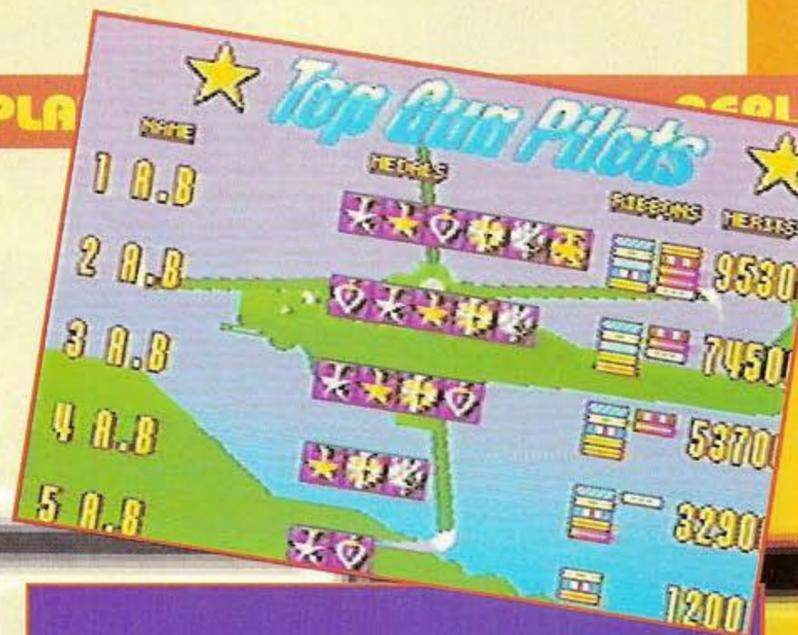 Top Gun Pilots
NAME MEDALS RIBBONS MERITS
1 A.B 9530
2 A.B 7450
3 A.B 5370
4 A.B 3290
5 A.B 1200